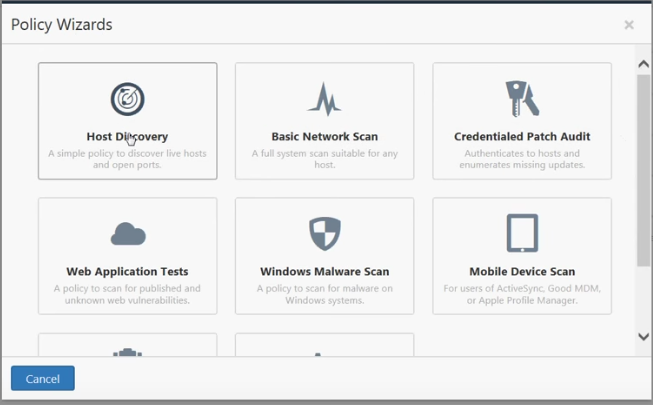 Policy Wizards
Host Discovery
A simple policy to discover live hosts
and open ports.
Basic Network Scan
A full system scan suitable for any
host.
Credentialed Patch Audit
Authenticates to hosts and
enumerates missing updates.
Web Application Tests
A policy to scan for published and
unknown web vulnerabilities.
Windows Malware Scan
A policy to scan for malware on
Windows systems.
Mobile Device Scan
For users of ActiveSync, Good MDM,
or Apple Profile Manager.
Cancel